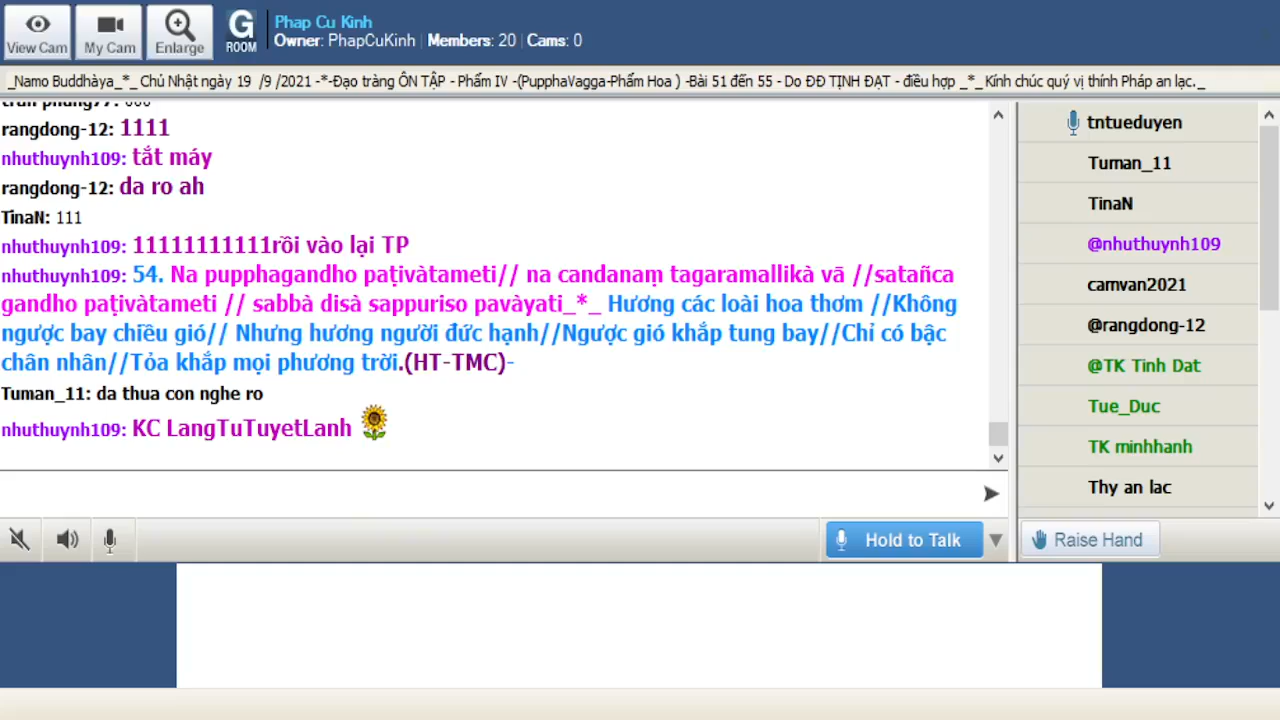 View Cam
My Cam
Enlarge
G
ROOM
Phap Cu Kinh
Owner: PhapCuKinh | Members: 20 | Cams: 0
_Namo Buddhàya_*_ Chủ Nhật ngày 19 /9 /2021 -*-Đạo tràng ÔN TẬP - Phẩm IV -(PupphaVagga-Phẩm Hoa ) -Bài 51 đến 55 - Do ĐĐ TỊNH ĐẠT - điều hợp _*_ Kính chúc quý vị thính Pháp an lạc._
rangdong-12: 1111
nhuthuynh109: tắt máy
rangdong-12: da ro ah
TinaN: 111
nhuthuynh109: 11111111111rồi vào lại TP
nhuthuynh109: 54. Na pupphagandho paṭivàtameti// na candanaṃ tagaramallikà vā //satañca
gandho paṭivàtameti // sabbà disà sappuriso pavàyati_*_ Hương các loài hoa thơm //Không
ngược bay chiều gió// Nhưng hương người đức hạnh//Ngược gió khắp tung bay//Chỉ có bậc
chân nhân//Tỏa khắp mọi phương trời.(HT-TMC)-
Tuman_11: da thua con nghe ro
nhuthuynh109: KC LangTuTuyetLanh
tntueduyen
Tuman_11
TinaN
@nhuthuynh109
camvan2021
@rangdong-12
@TK Tinh Dat
Tue_Duc
TK minhhanh
Thy an lac
Hold to Talk
Raise Hand